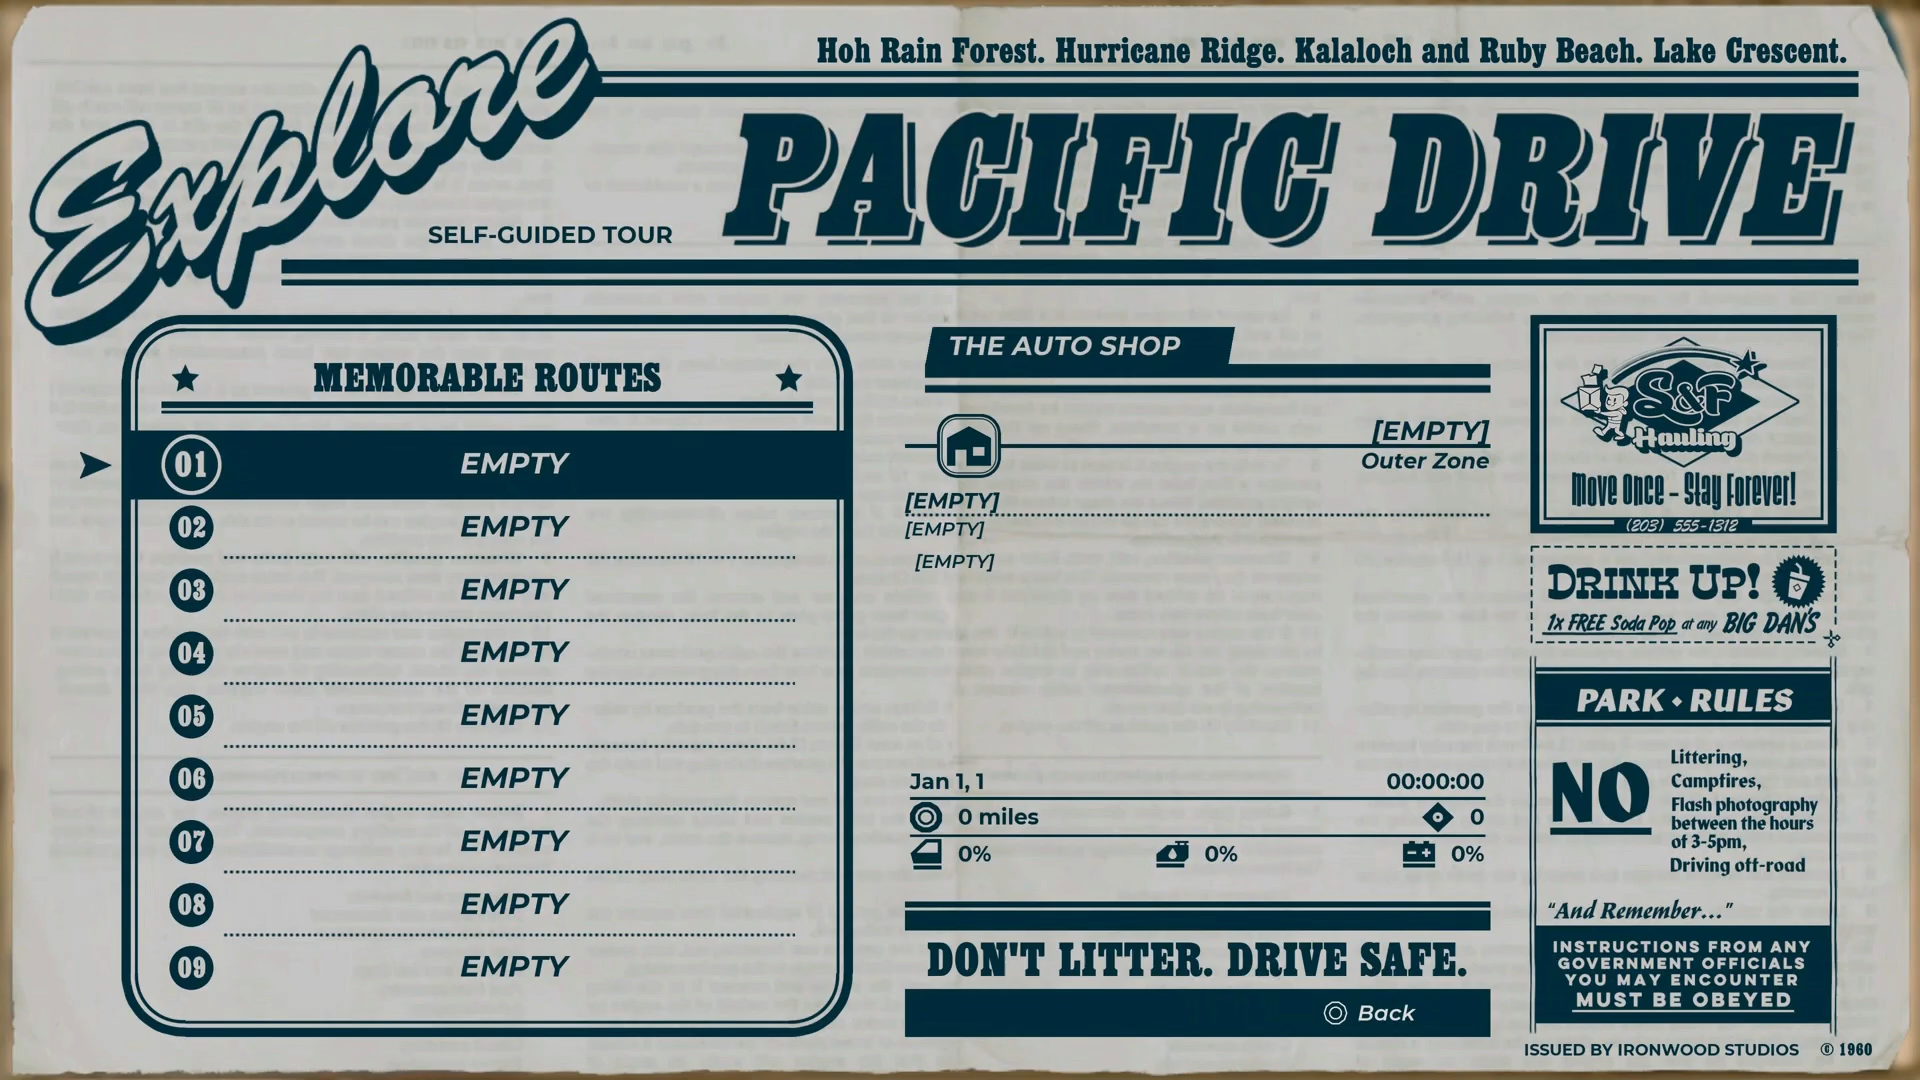 Explore
SELF-GUIDED TOUR
Hoh Rain Forest. Hurricane Ridge. Kalaloch and Ruby Beach. Lake Crescent.
PACIFIC DRIVE
MEMORABLE ROUTES
01 EMPTY
02 EMPTY
03 EMPTY
04 EMPTY
05 EMPTY
06 EMPTY
07 EMPTY
08 EMPTY
09 EMPTY
THE AUTO SHOP
[EMPTY]
Outer Zone
[EMPTY]
[EMPTY]
[EMPTY]
Jan 1, 1 00:00:00
0 miles 0
0% 0% 0%
DON'T LITTER. DRIVE SAFE.
Back
S&F
Hauling
Move Once - Stay Forever!
(203) 555-1312
DRINK UP!
1x FREE Soda Pop at any BIG DAN'S
PARK • RULES
NO
Littering,
Campfires,
Flash photography
between the hours
of 3-5pm,
Driving off-road
"And Remember..."
INSTRUCTIONS FROM ANY
GOVERNMENT OFFICIALS
YOU MAY ENCOUNTER
MUST BE OBEYED
ISSUED BY IRONWOOD STUDIOS © 1960